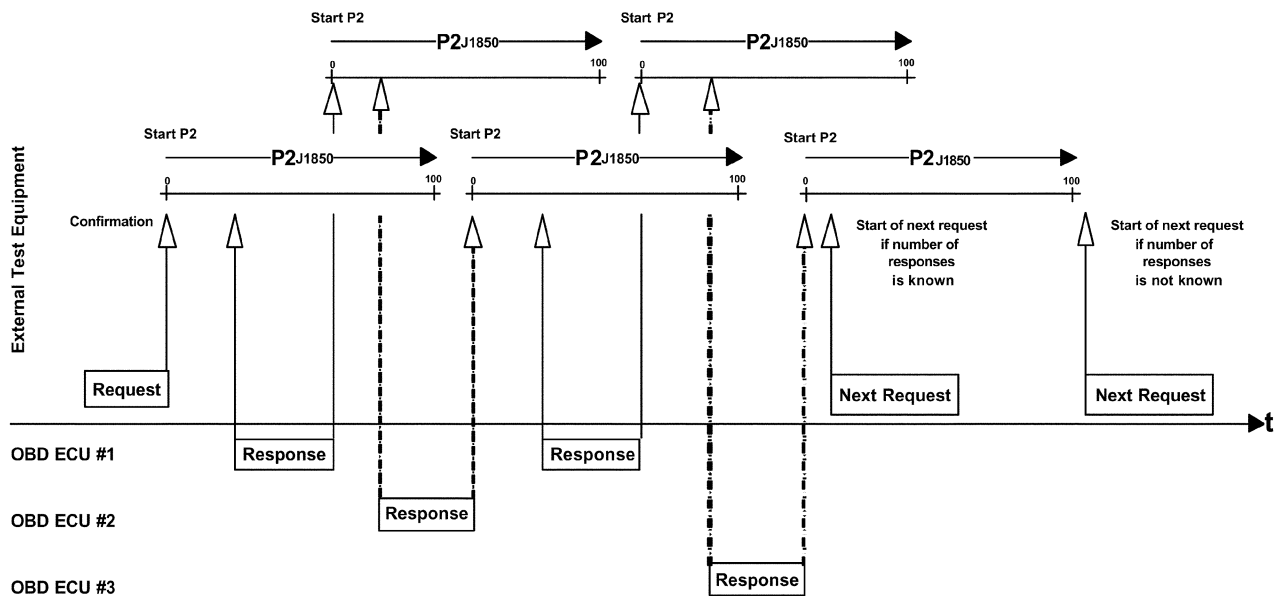 Start P2
Start P2
P2J1850
P2J1850
0
100
0
100
Start P2
Start P2
Start P2
P2J1850
P2J1850
P2J1850
0
100
0
100
0
100
External Test Equipment
Confirmation
Start of next request
if number of
responses
is known
Start of next request
if number of
responses
is not known
Request
Next Request
Next Request
t
OBD ECU #1
Response
Response
OBD ECU #2
Response
OBD ECU #3
Response